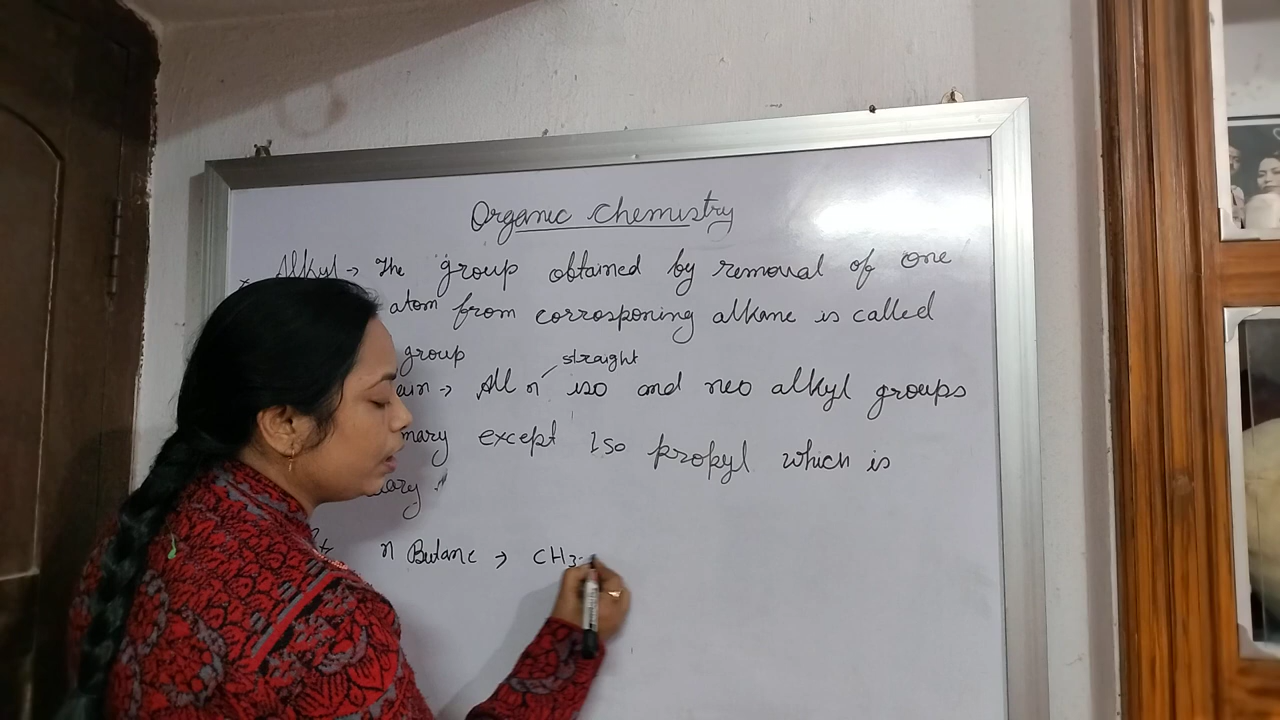 Organic Chemistry
* Alkyl → The group obtained by removal of one
atom from corrosponing alkane is called
group
straight
→ All n iso and neo alkyl groups
except Iso propyl which is
n Butane → CH3-